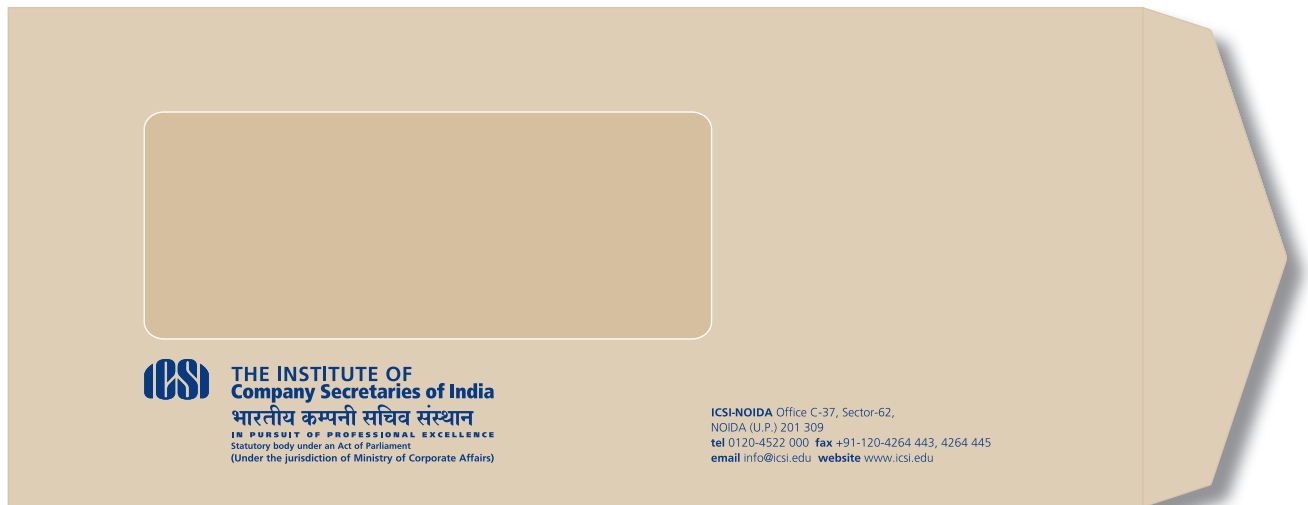 ICSI
THE INSTITUTE OF
Company Secretaries of India
भारतीय कम्पनी सचिव संस्थान
IN PURSUIT OF PROFESSIONAL EXCELLENCE
Statutory body under an Act of Parliament
(Under the jurisdiction of Ministry of Corporate Affairs)
ICSI-NOIDA Office C-37, Sector-62,
NOIDA (U.P.) 201 309
tel 0120-4522 000 fax +91-120-4264 443, 4264 445
email info@icsi.edu website www.icsi.edu